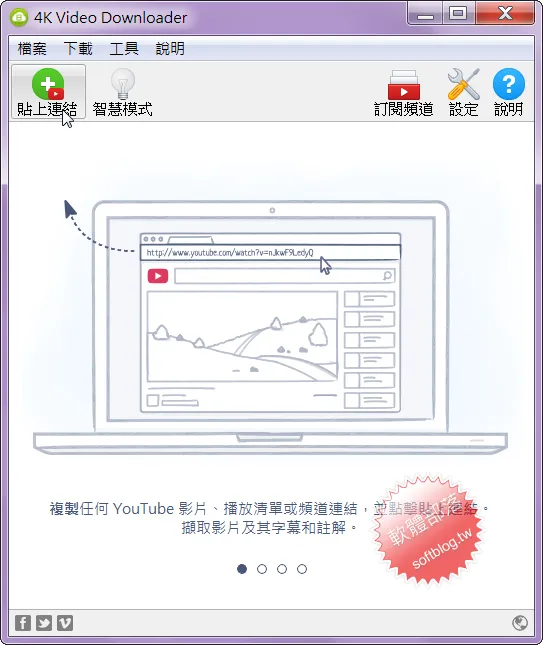 4K Video Downloader
檔案 下載 工具 說明
貼上連結 智慧模式 訂閱頻道 設定 說明
http://www.youtube.com/watch?v=nJkwF9LedyQ
複製任何 YouTube 影片、播放清單或頻道連結，並點擊貼上連結。
擷取影片及其字幕和註解。
軟體部落
softblog.tw